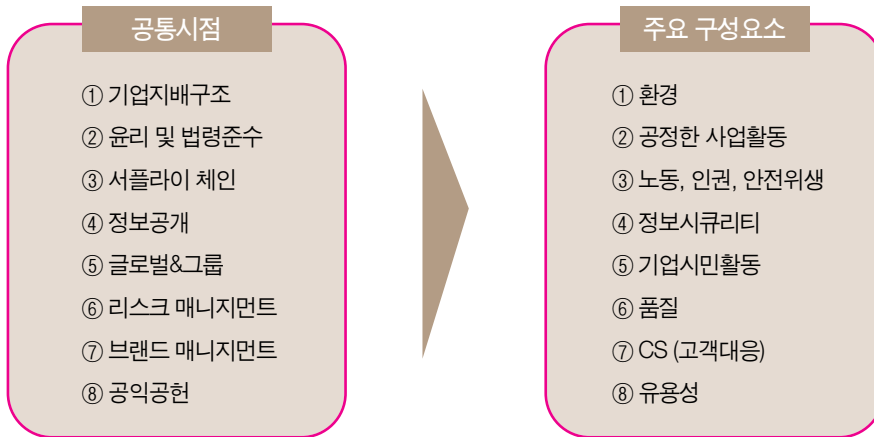 공통시점
① 기업지배구조
② 윤리 및 법령준수
③ 서플라이 체인
④ 정보공개
⑤ 글로벌&그룹
⑥ 리스크 매니지먼트
⑦ 브랜드 매니지먼트
⑧ 공익공헌
주요 구성요소
① 환경
② 공정한 사업활동
③ 노동, 인권, 안전위생
④ 정보시큐리티
⑤ 기업시민활동
⑥ 품질
⑦ CS (고객대응)
⑧ 유용성